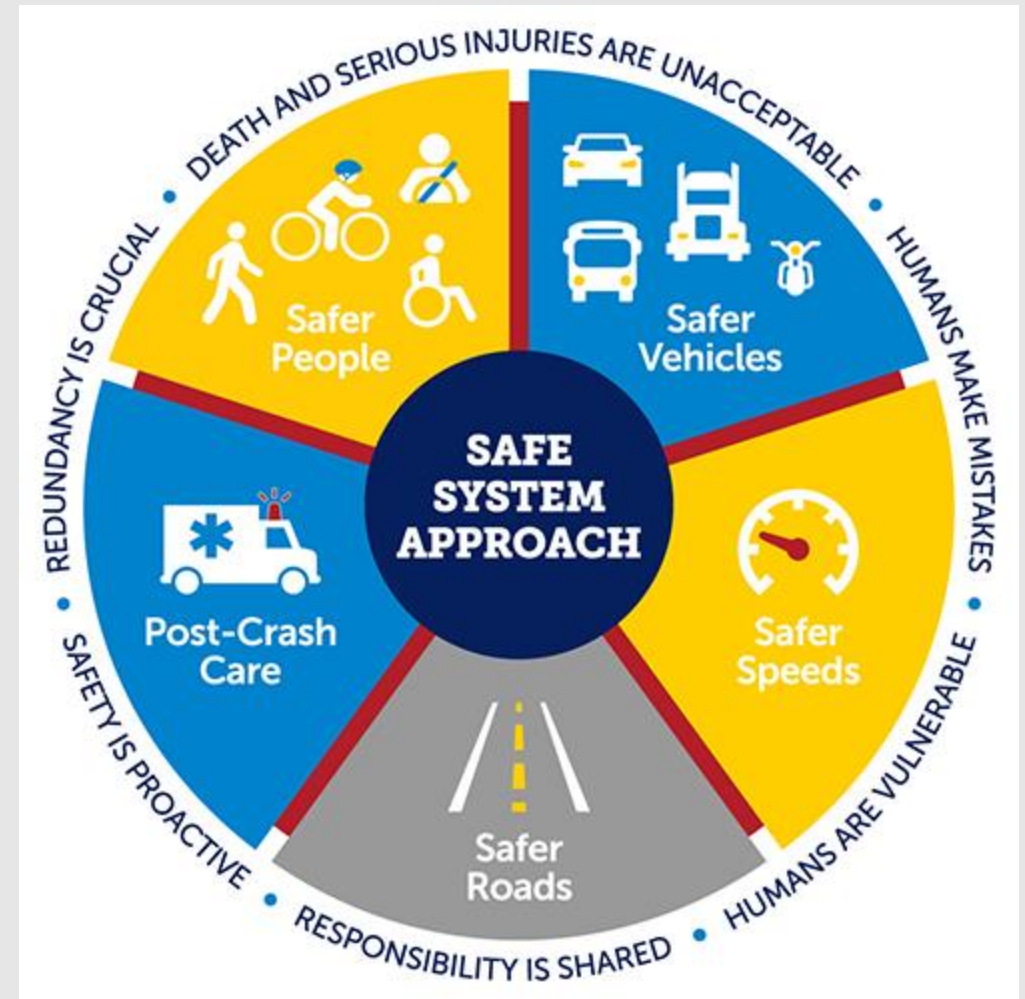 DEATH AND SERIOUS INJURIES ARE UNACCEPTABLE
HUMANS MAKE MISTAKES
HUMANS ARE VULNERABLE
RESPONSIBILITY IS SHARED
SAFETY IS PROACTIVE
REDUNDANCY IS CRUCIAL
Safer
People
Safer
Vehicles
SAFE
SYSTEM
APPROACH
Post-Crash
Care
Safer
Speeds
Safer
Roads